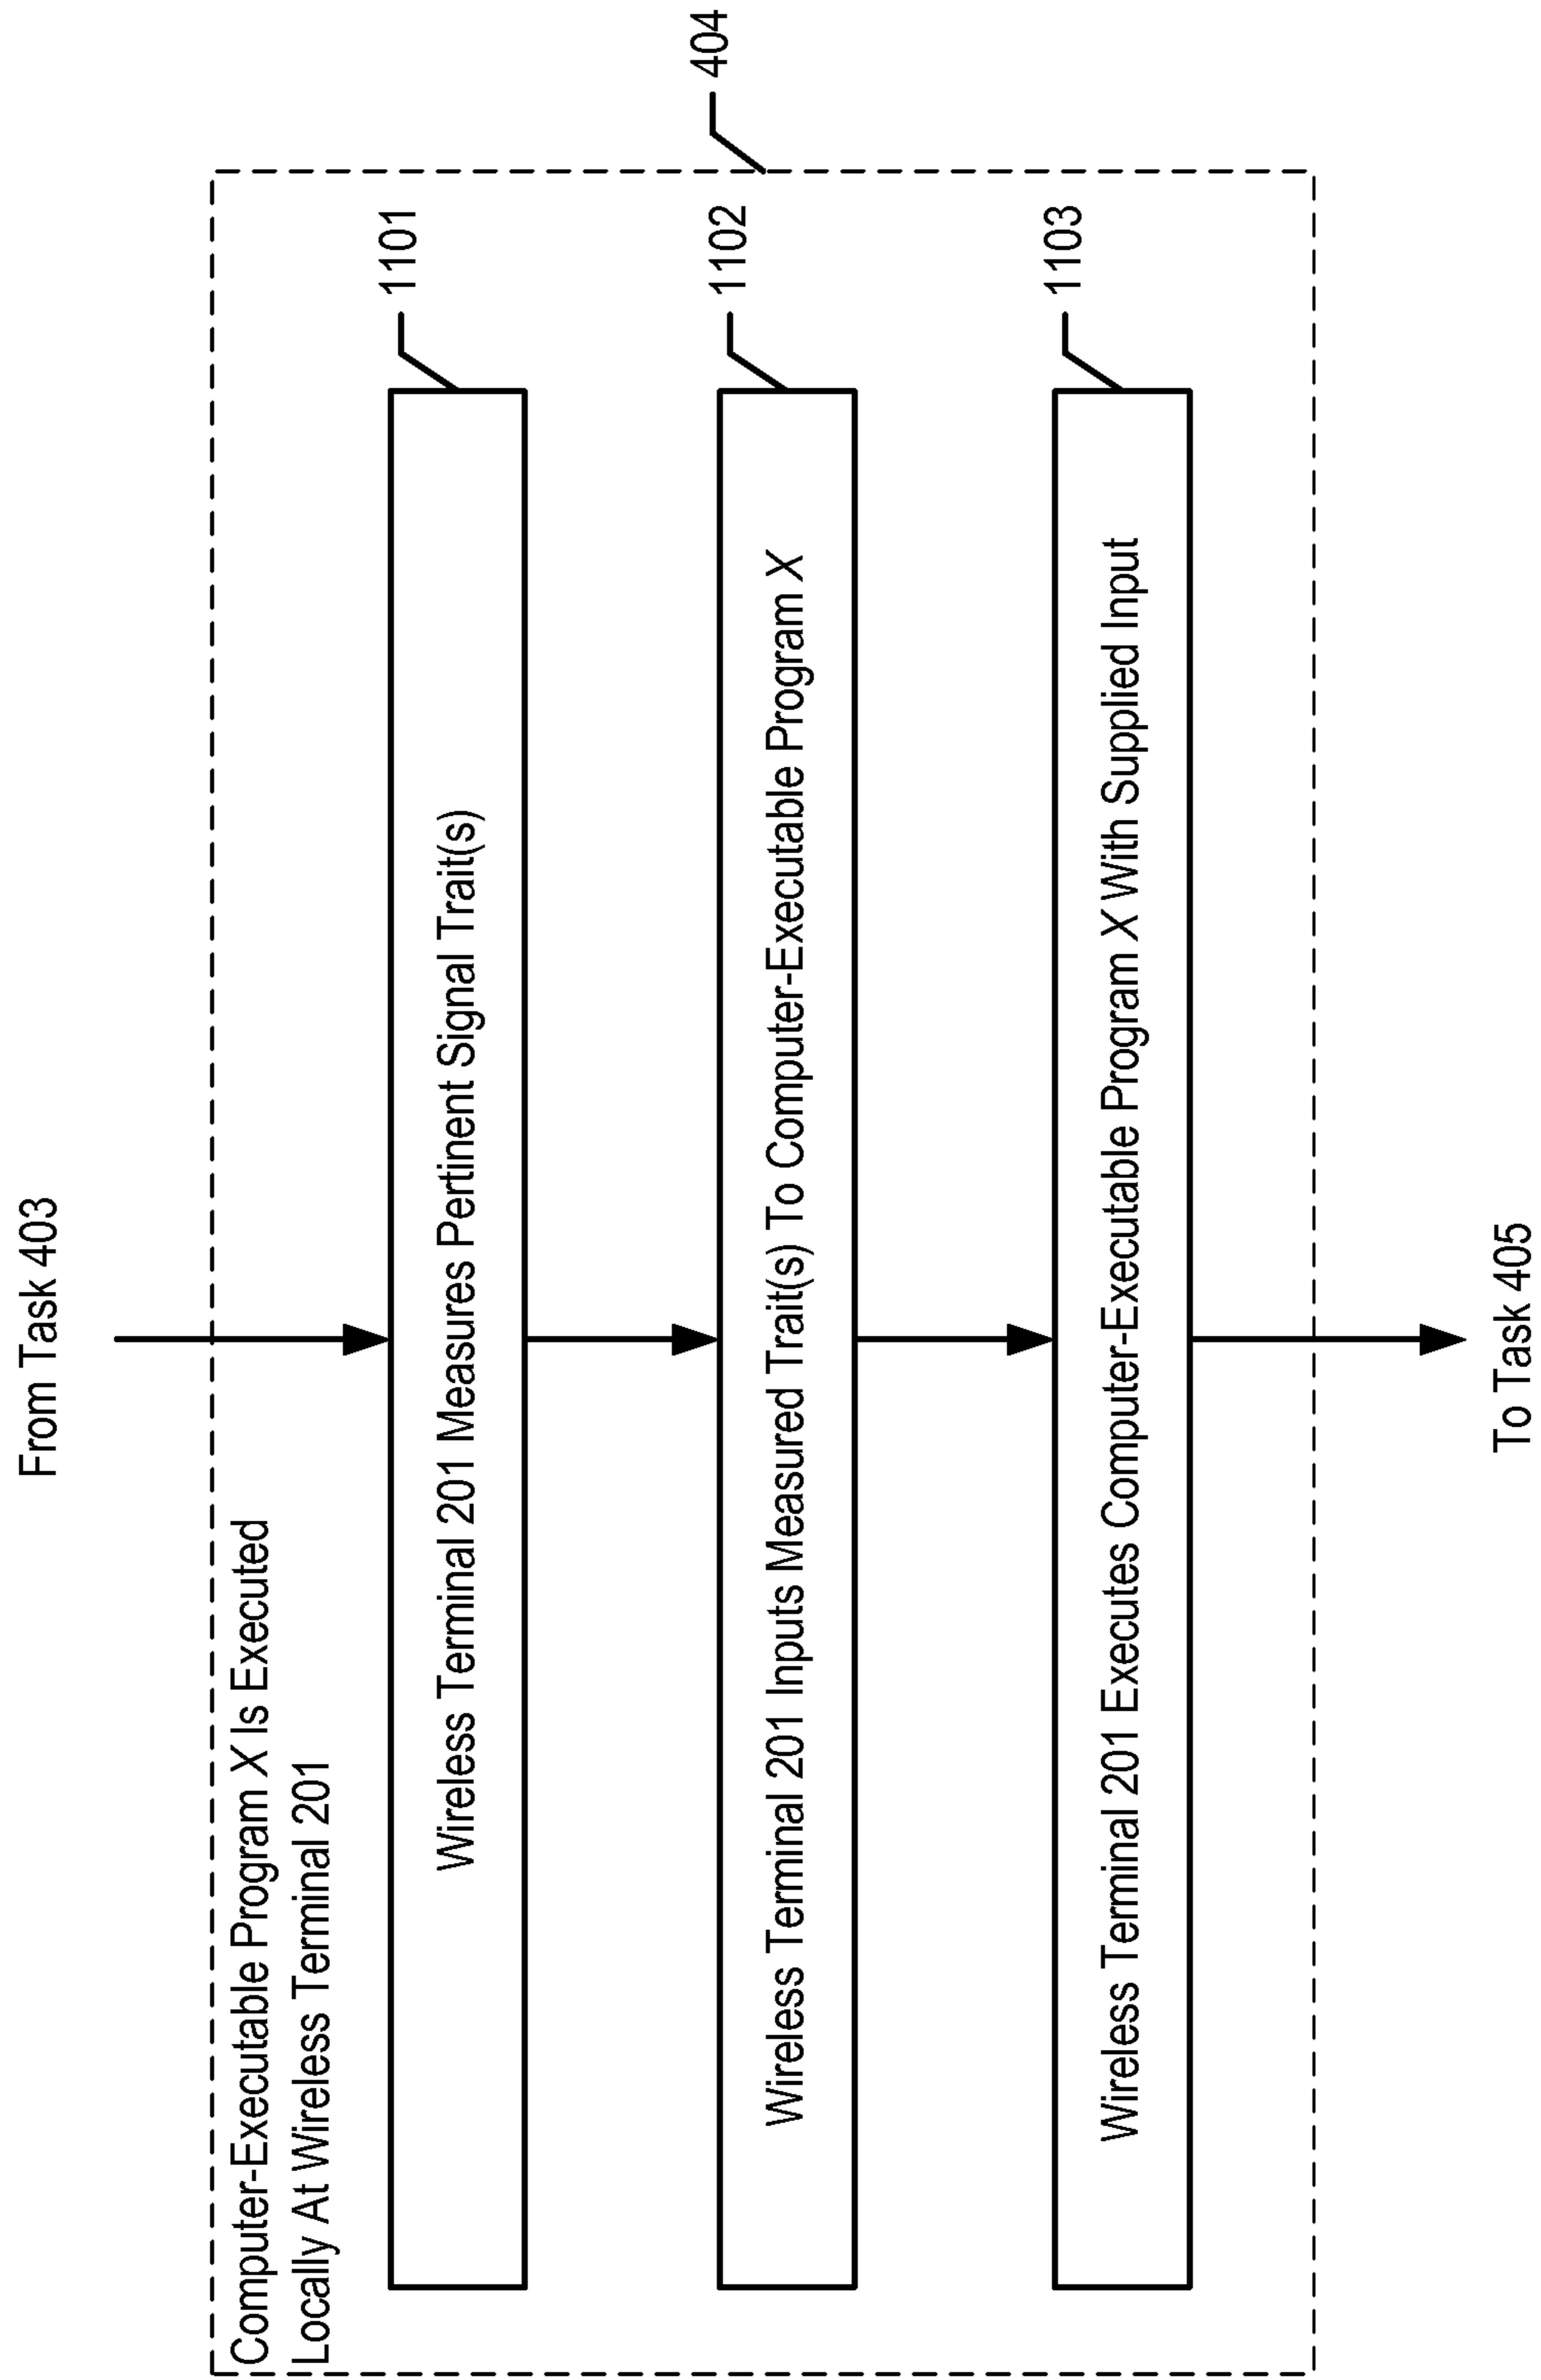 From Task 403
404
Computer-Executable Program X Is Executed
Locally At Wireless Terminal 201
1101
Wireless Terminal 201 Measures Pertinent Signal Trait(s)
1102
Wireless Terminal 201 Inputs Measured Trait(s) To Computer-Executable Program X
1103
Wireless Terminal 201 Executes Computer-Executable Program X With Supplied Input
To Task 405